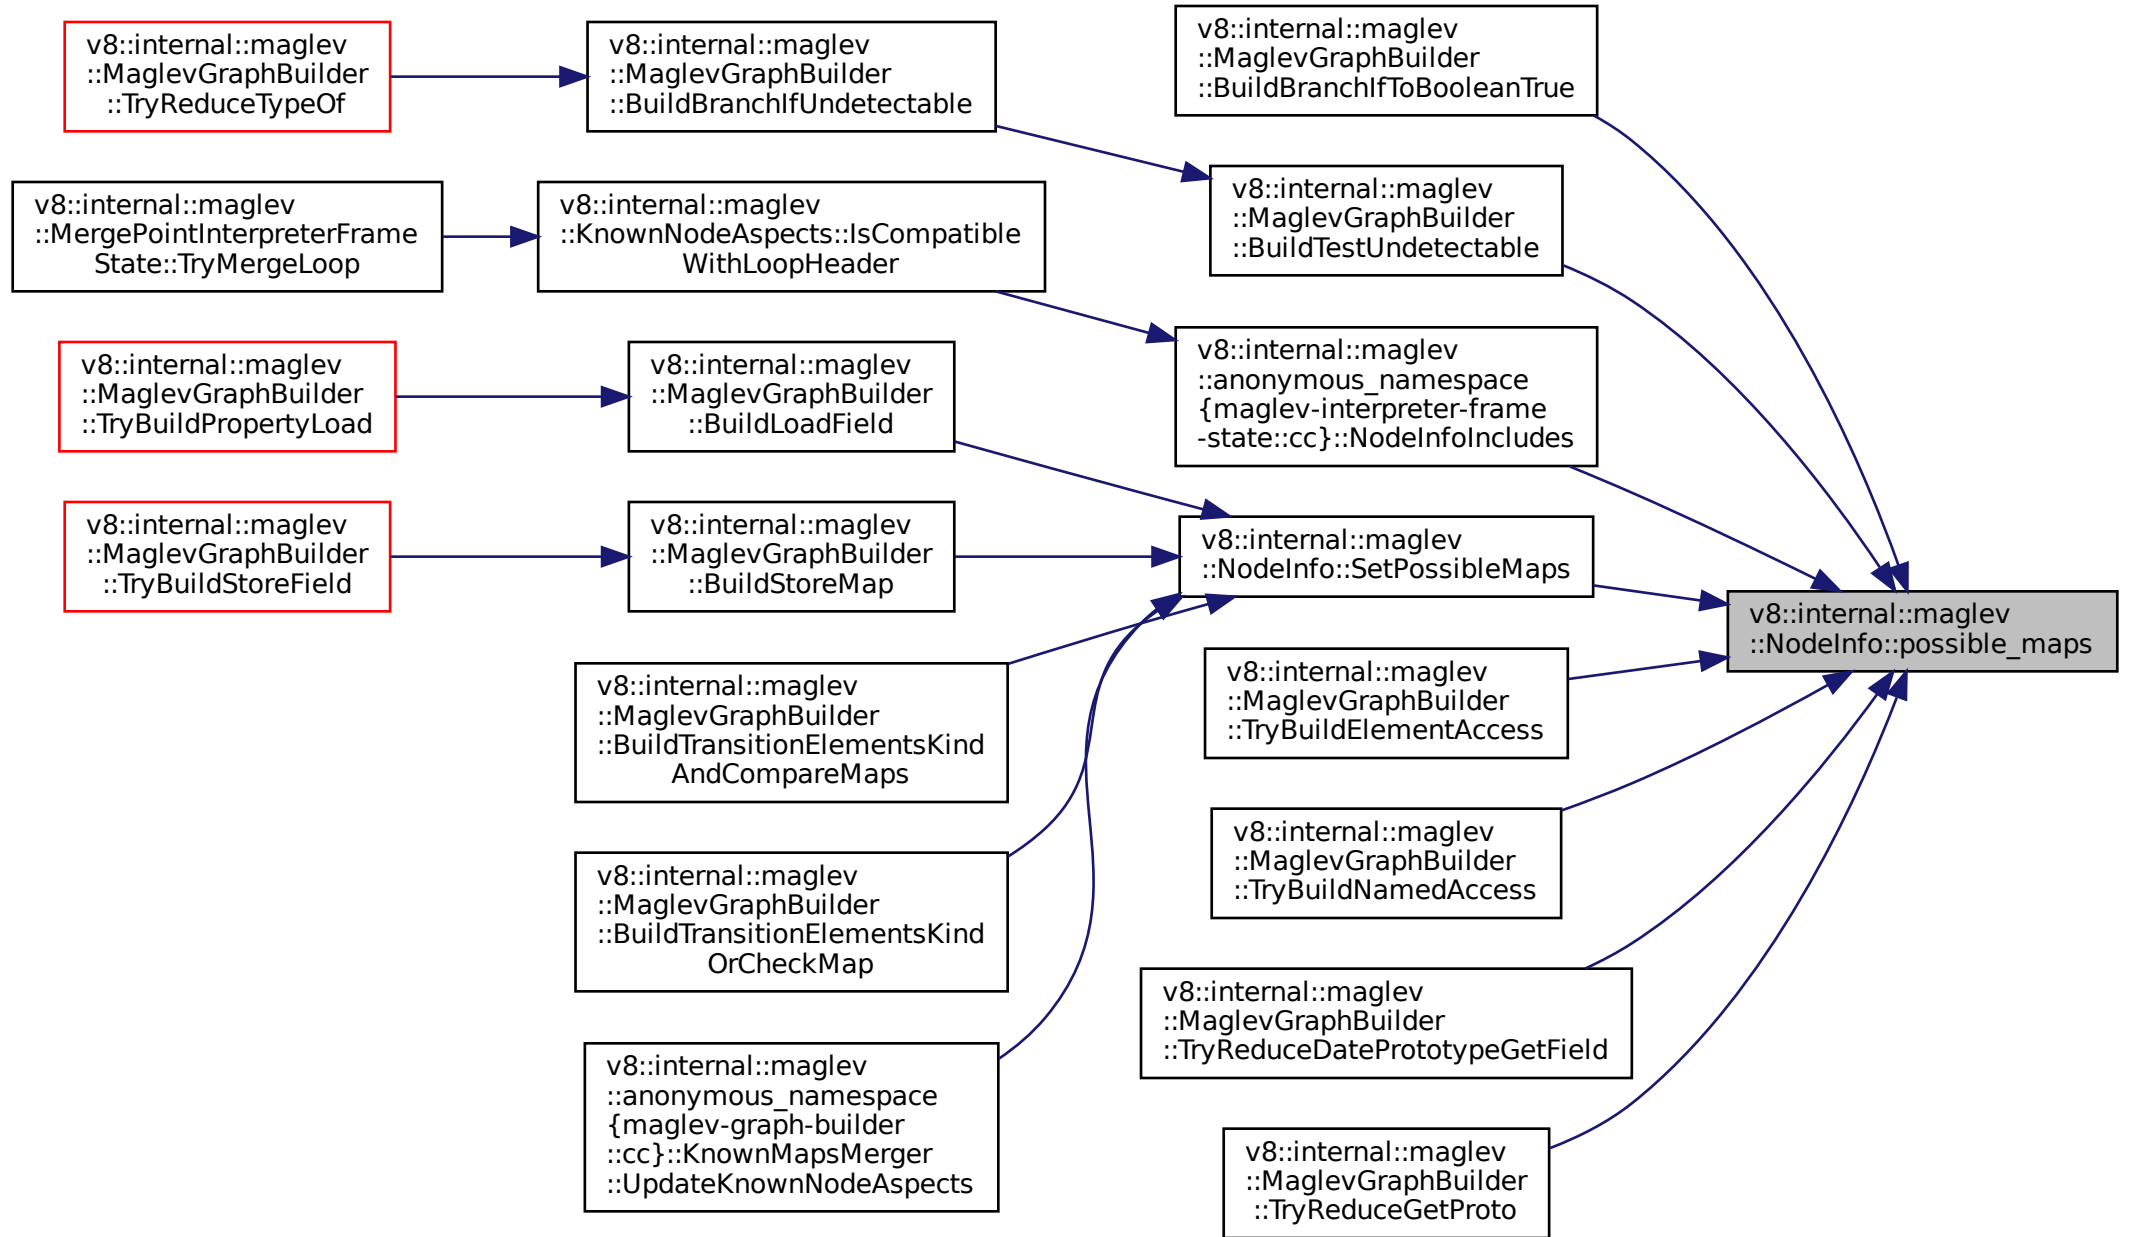 v8::internal::maglev
::MaglevGraphBuilder
::TryReduceTypeOf
v8::internal::maglev
::MaglevGraphBuilder
::BuildBranchIfUndetectable
v8::internal::maglev
::MaglevGraphBuilder
::BuildBranchIfToBooleanTrue
v8::internal::maglev
::MaglevGraphBuilder
::BuildTestUndetectable
v8::internal::maglev
::MergePointInterpreterFrame
State::TryMergeLoop
v8::internal::maglev
::KnownNodeAspects::IsCompatible
WithLoopHeader
v8::internal::maglev
::anonymous_namespace
{maglev-interpreter-frame
-state::cc}::NodeInfoIncludes
v8::internal::maglev
::MaglevGraphBuilder
::TryBuildPropertyLoad
v8::internal::maglev
::MaglevGraphBuilder
::BuildLoadField
v8::internal::maglev
::MaglevGraphBuilder
::TryBuildStoreField
v8::internal::maglev
::MaglevGraphBuilder
::BuildStoreMap
v8::internal::maglev
::NodeInfo::SetPossibleMaps
v8::internal::maglev
::NodeInfo::possible_maps
v8::internal::maglev
::MaglevGraphBuilder
::BuildTransitionElementsKind
AndCompareMaps
v8::internal::maglev
::MaglevGraphBuilder
::TryBuildElementAccess
v8::internal::maglev
::MaglevGraphBuilder
::BuildTransitionElementsKind
OrCheckMap
v8::internal::maglev
::MaglevGraphBuilder
::TryBuildNamedAccess
v8::internal::maglev
::MaglevGraphBuilder
::TryReduceDatePrototypeGetField
v8::internal::maglev
::anonymous_namespace
{maglev-graph-builder
::cc}::KnownMapsMerger
::UpdateKnownNodeAspects
v8::internal::maglev
::MaglevGraphBuilder
::TryReduceGetProto